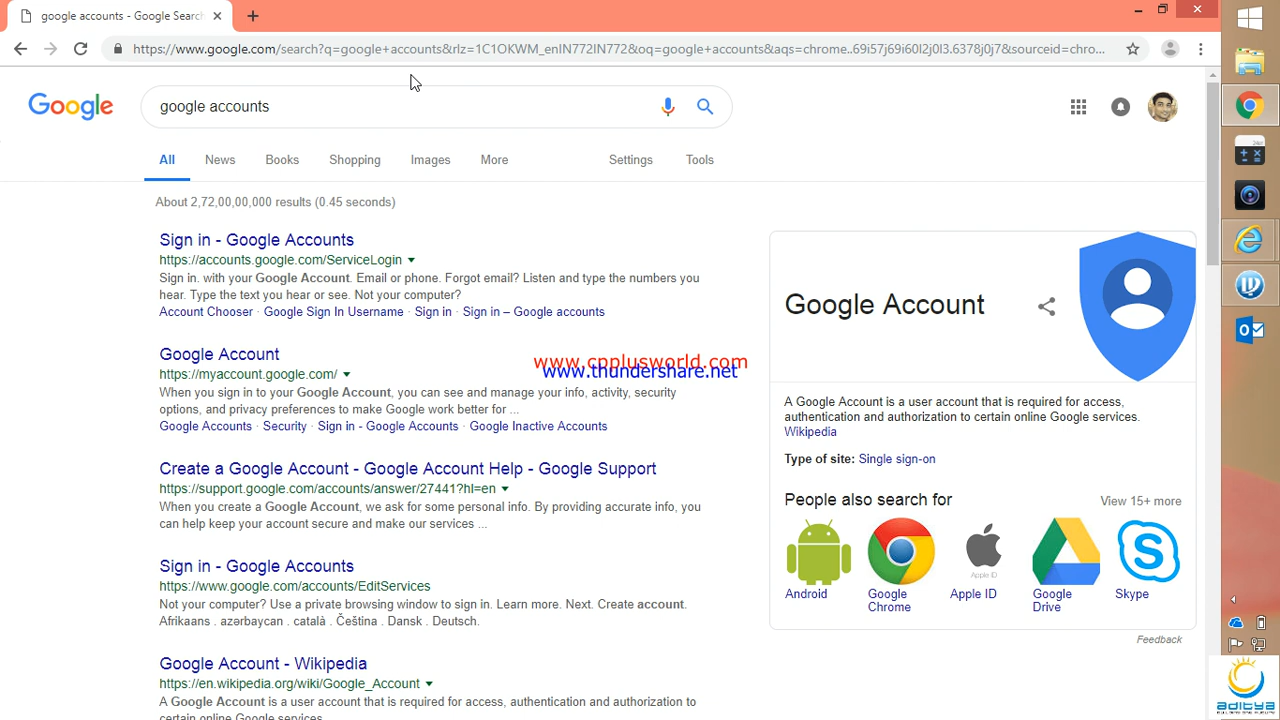 google accounts - Google Search
https://www.google.com/search?q=google+accounts&rlz=1C1OKWM_enIN772IN772&oq=google+accounts&aqs=chrome..69i57j69i60l2j0l3.6378j0j7&sourceid=chro...
Google
google accounts
All News Books Shopping Images More Settings Tools
About 2,72,00,00,000 results (0.45 seconds)
Sign in - Google Accounts
https://accounts.google.com/ServiceLogin
Sign in. with your Google Account. Email or phone. Forgot email? Listen and type the numbers you
hear. Type the text you hear or see. Not your computer?
Account Chooser · Google Sign In Username · Sign in · Sign in – Google accounts
Google Account
https://myaccount.google.com/
When you sign in to your Google Account, you can see and manage your info, activity, security
options, and privacy preferences to make Google work better for ...
Google Accounts · Security · Sign in - Google Accounts · Google Inactive Accounts
www.cpplusworld.com
www.thundershare.net
Create a Google Account - Google Account Help - Google Support
https://support.google.com/accounts/answer/27441?hl=en
When you create a Google Account, we ask for some personal info. By providing accurate info, you
can help keep your account secure and make our services ...
Sign in - Google Accounts
https://www.google.com/accounts/EditServices
Not your computer? Use a private browsing window to sign in. Learn more. Next. Create account.
Afrikaans . azərbaycan . català . Čeština . Dansk . Deutsch.
Google Account - Wikipedia
https://en.wikipedia.org/wiki/Google_Account
A Google Account is a user account that is required for access, authentication and authorization to
certain online Google services.
Google Account
A Google Account is a user account that is required for access,
authentication and authorization to certain online Google services.
Wikipedia
Type of site: Single sign-on
People also search for
View 15+ more
Apple ID
Android
Google
Chrome
Apple ID
Google
Drive
Skype
Feedback
aditya